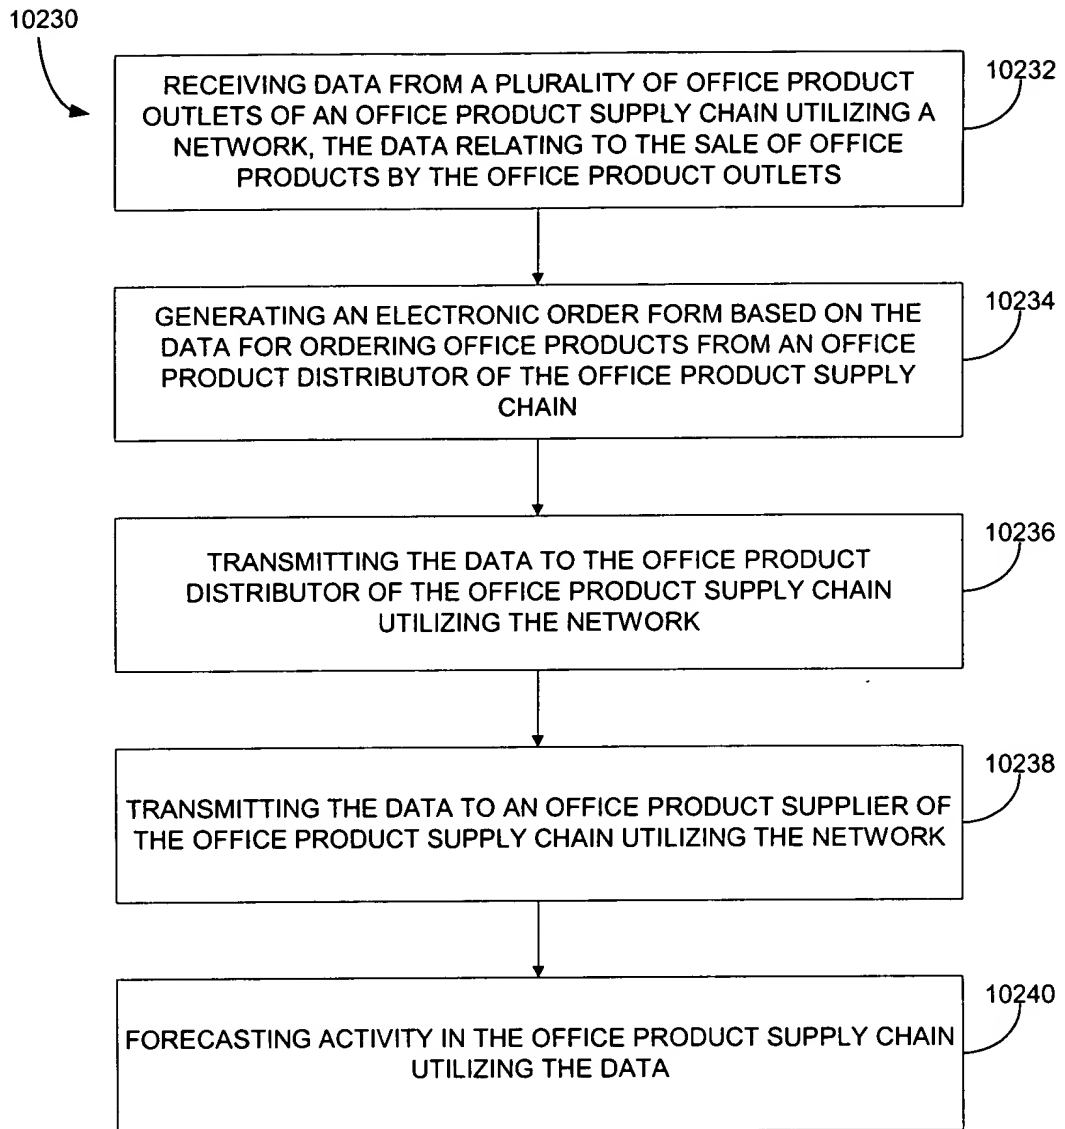 10230
RECEIVING DATA FROM A PLURALITY OF OFFICE PRODUCT
OUTLETS OF AN OFFICE PRODUCT SUPPLY CHAIN UTILIZING A
NETWORK, THE DATA RELATING TO THE SALE OF OFFICE
PRODUCTS BY THE OFFICE PRODUCT OUTLETS
10232
GENERATING AN ELECTRONIC ORDER FORM BASED ON THE
DATA FOR ORDERING OFFICE PRODUCTS FROM AN OFFICE
PRODUCT DISTRIBUTOR OF THE OFFICE PRODUCT SUPPLY
CHAIN
10234
TRANSMITTING THE DATA TO THE OFFICE PRODUCT
DISTRIBUTOR OF THE OFFICE PRODUCT SUPPLY CHAIN
UTILIZING THE NETWORK
10236
TRANSMITTING THE DATA TO AN OFFICE PRODUCT SUPPLIER OF
THE OFFICE PRODUCT SUPPLY CHAIN UTILIZING THE NETWORK
10238
FORECASTING ACTIVITY IN THE OFFICE PRODUCT SUPPLY CHAIN
UTILIZING THE DATA
10240